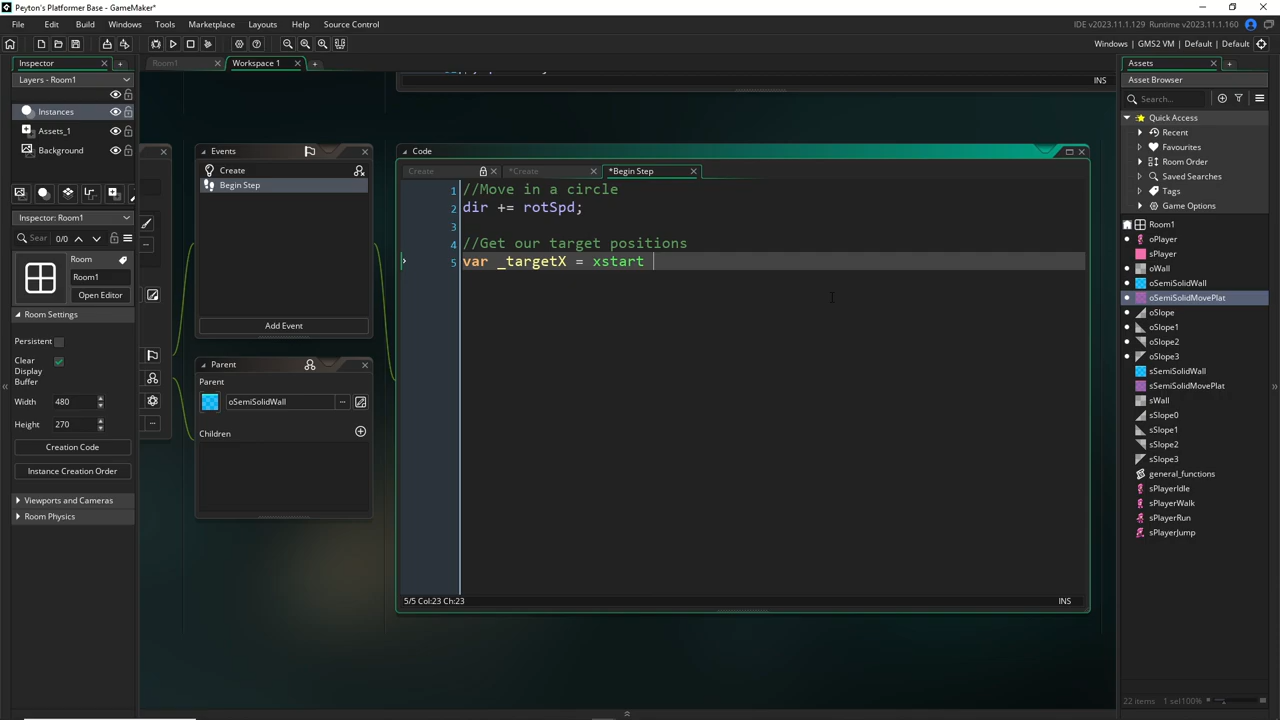 Peyton's Platformer Base - GameMaker*
File Edit Build Windows Tools Marketplace Layouts Help Source Control
IDE v2023.11.1.129 Runtime v2023.11.1.160
Windows | GMS2 VM | Default | Default
Inspector
Room1
Workspace 1
Assets
Layers - Room1
Instances
Assets_1
Background
Inspector: Room1
Sear 0/0
Room
Room1
Open Editor
Room Settings
Persistent
Clear
Display
Buffer
Width 480
Height 270
Creation Code
Instance Creation Order
Viewports and Cameras
Room Physics
Events
Create
Begin Step
Add Event
Parent
Parent
oSemiSolidWall
Children
INS
Code
Create
*Create
*Begin Step
1 //Move in a circle
2 dir += rotSpd;
3
4 //Get our target positions
5 var _targetX = xstart
5/5 Col:23 Ch:23
INS
Asset Browser
Search...
Quick Access
Recent
Favourites
Room Order
Saved Searches
Tags
Game Options
Room1
oPlayer
sPlayer
oWall
oSemiSolidWall
oSemiSolidMovePlat
oSlope
oSlope1
oSlope2
oSlope3
sSemiSolidWall
sSemiSolidMovePlat
sWall
sSlope0
sSlope1
sSlope2
sSlope3
general_functions
sPlayerIdle
sPlayerWalk
sPlayerRun
sPlayerJump
22 items 1 sel 100%